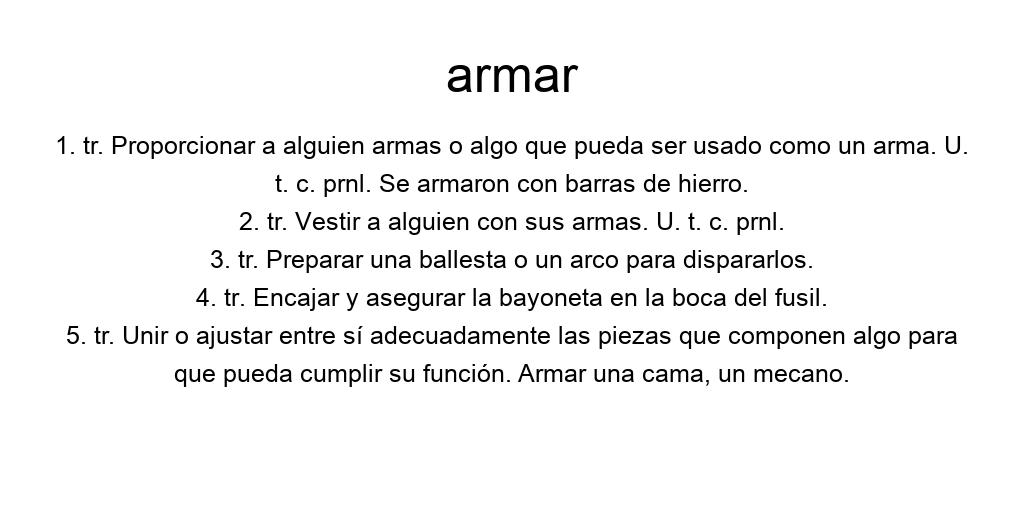 armar
1. tr. Proporcionar a alguien armas o algo que pueda ser usado como un arma. U.
t. c. prnl. Se armaron con barras de hierro.
2. tr. Vestir a alguien con sus armas. U. t. c. prnl.
3. tr. Preparar una ballesta o un arco para dispararlos.
4. tr. Encajar y asegurar la bayoneta en la boca del fusil.
5. tr. Unir o ajustar entre sí adecuadamente las piezas que componen algo para
que pueda cumplir su función. Armar una cama, un mecano.